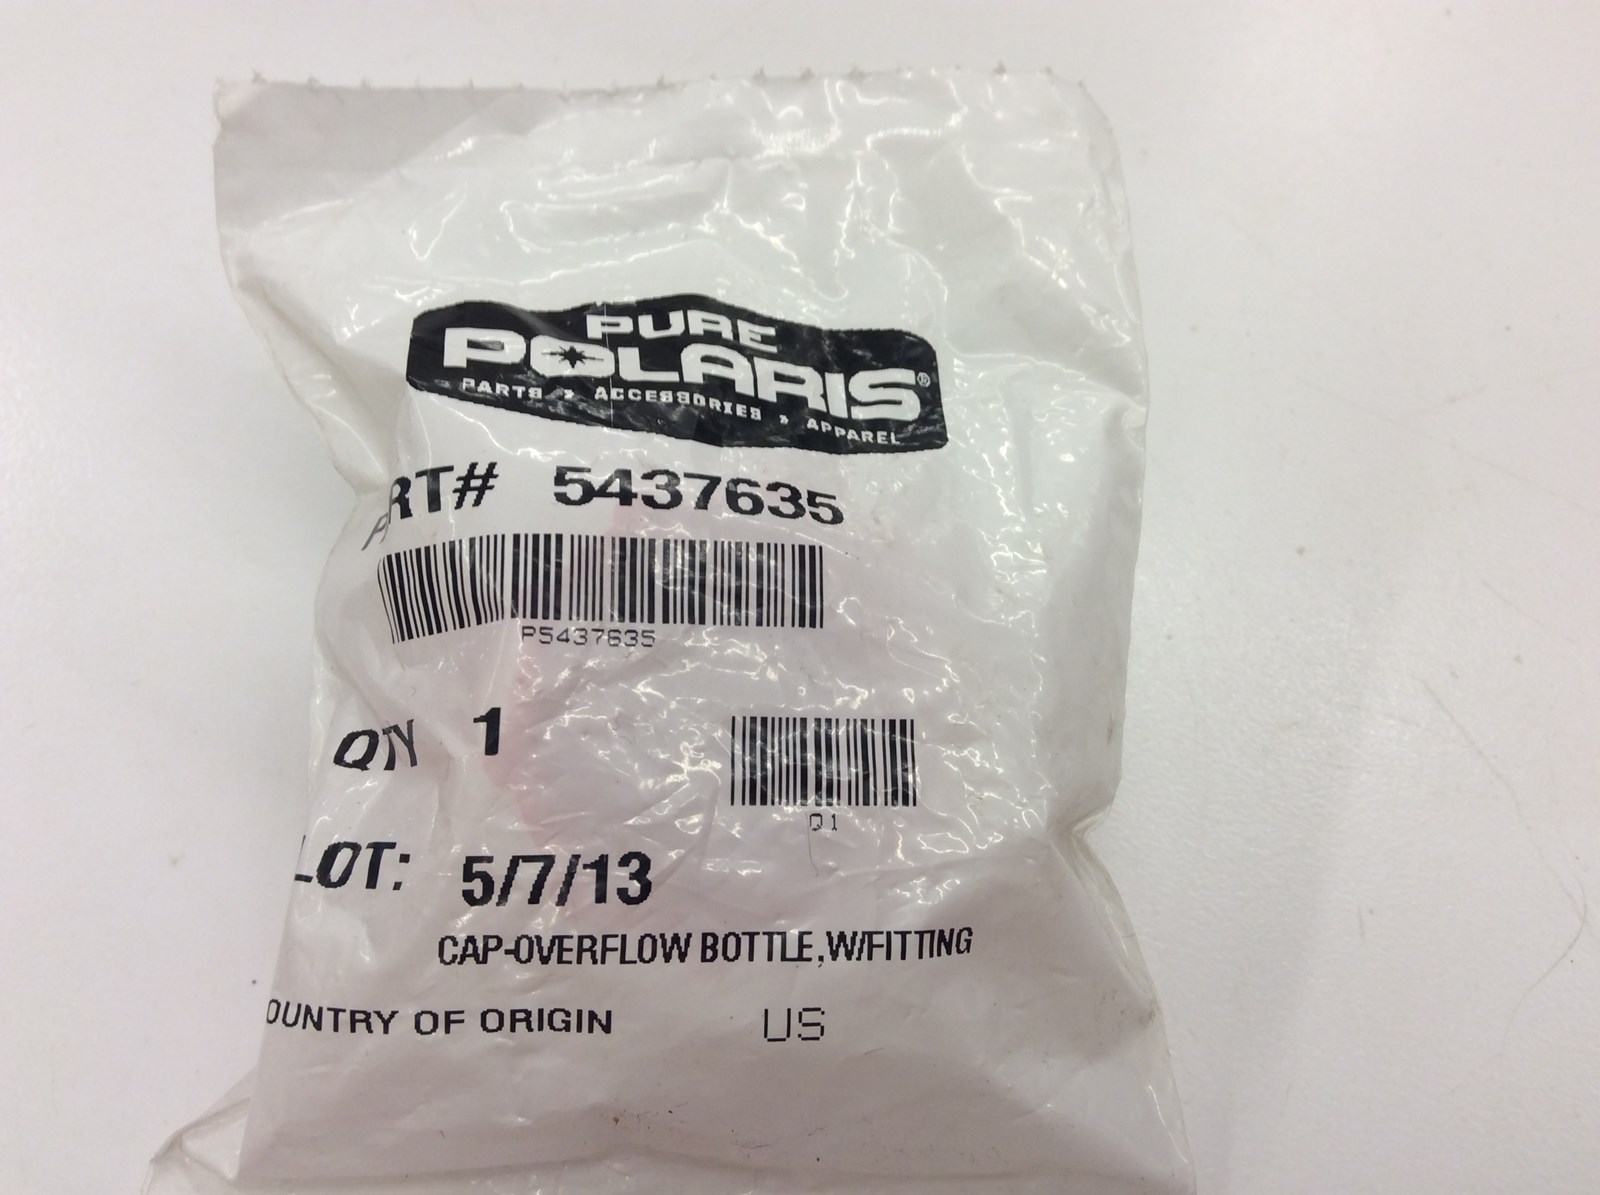 PURE
POLARIS®
PARTS › ACCESSORIES › APPAREL
PART# 5437635
P5437635
QTY 1
Q1
LOT: 5/7/13
CAP-OVERFLOW BOTTLE,W/FITTING
OUNTRY OF ORIGIN US